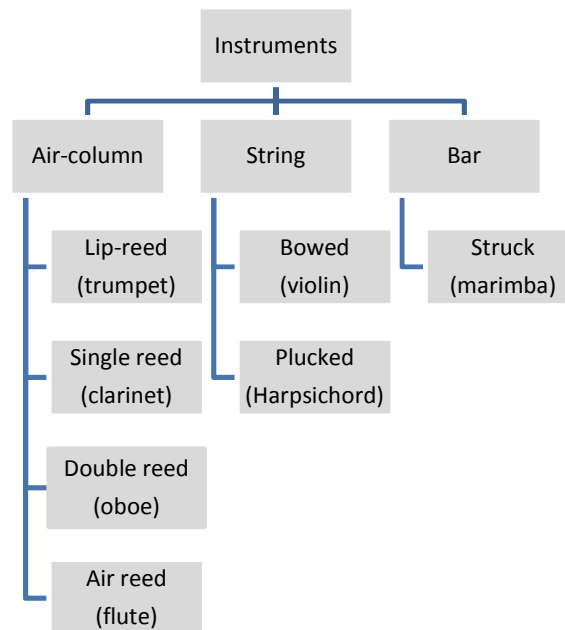 Instruments
Air-column
String
Bar
Lip-reed
(trumpet)
Bowed
(violin)
Struck
(marimba)
Single reed
(clarinet)
Plucked
(Harpsichord)
Double reed
(oboe)
Air reed
(flute)